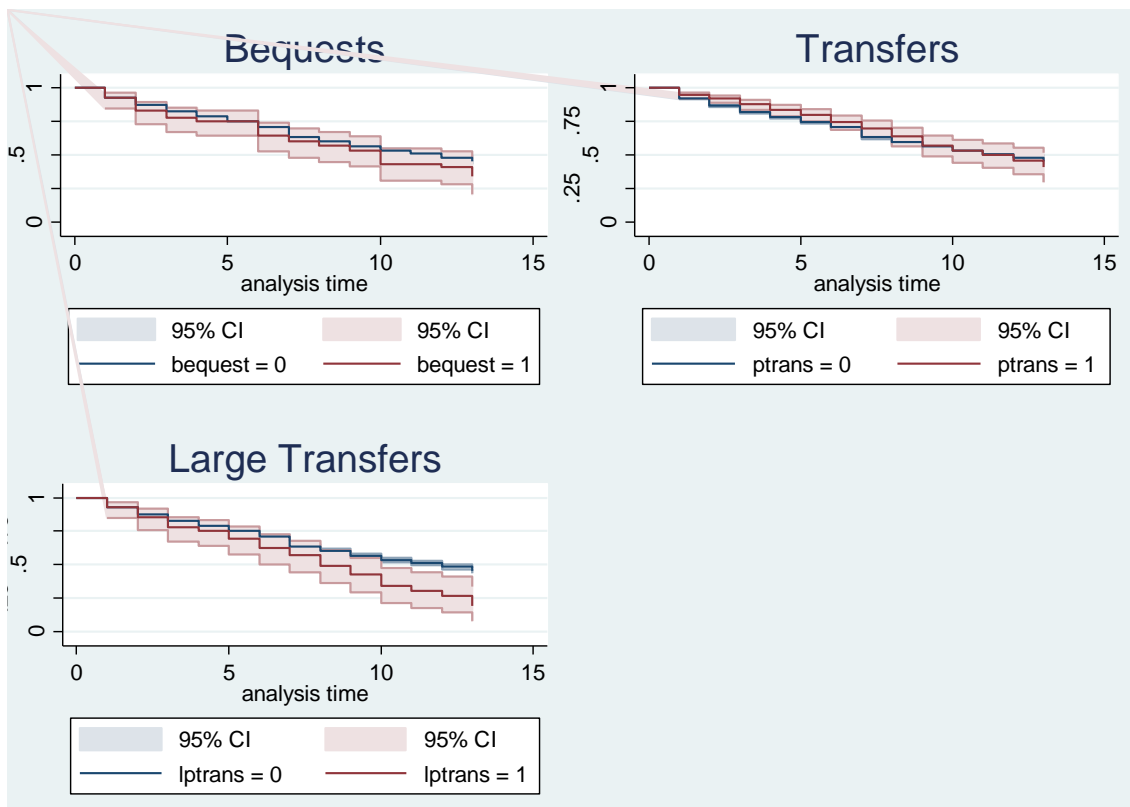 Bequests
1
.5
0
0 5 10 15
analysis time
95% CI 95% CI
bequest = 0 bequest = 1
Transfers
1
.75
.5
.25
0
0 5 10 15
analysis time
95% CI 95% CI
ptrans = 0 ptrans = 1
Large Transfers
1
.5
0
0 5 10 15
analysis time
95% CI 95% CI
lptrans = 0 lptrans = 1